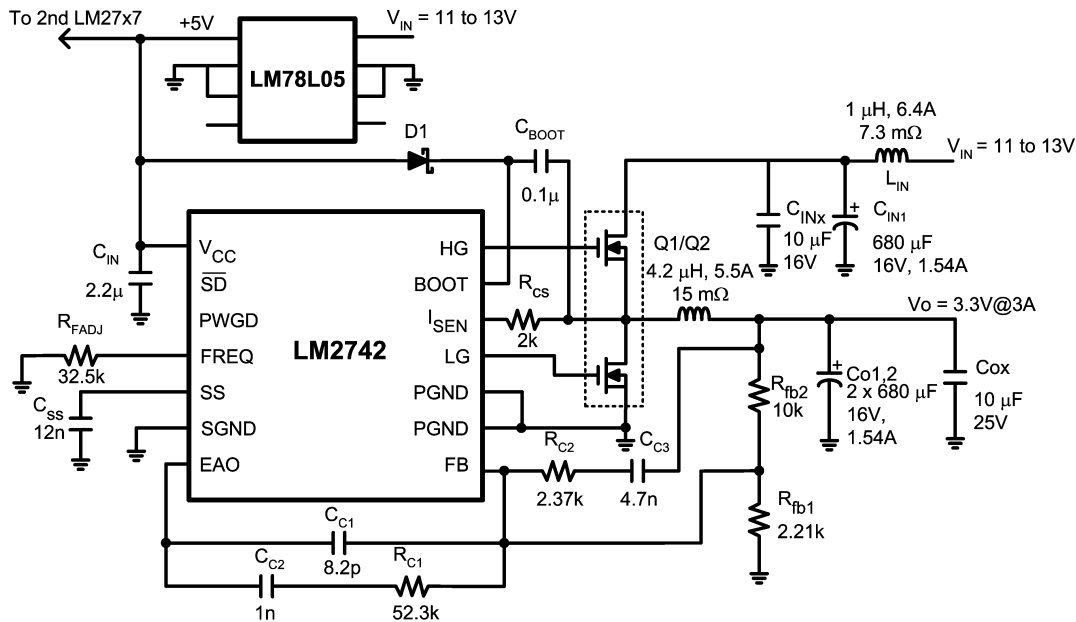 To 2nd LM27x7
+5V
V_IN = 11 to 13V
LM78L05
D1
C_BOOT
0.1µ
1 µH, 6.4A
7.3 mΩ
V_IN = 11 to 13V
L_IN
C_INx
10 µF
16V
+
C_IN1
680 µF
16V, 1.54A
C_IN
2.2µ
V_CC
SD
PWGD
FREQ
SS
SGND
EAO
LM2742
HG
BOOT
I_SEN
LG
PGND
PGND
FB
Q1/Q2
4.2 µH, 5.5A
15 mΩ
R_CS
2k
Vo = 3.3V@3A
R_FADJ
32.5k
C_SS
12n
R_fb2
10k
+
Co1,2
2 x 680 µF
16V,
1.54A
Cox
10 µF
25V
R_C2
2.37k
C_C3
4.7n
R_fb1
2.21k
C_C1
8.2p
C_C2
1n
R_C1
52.3k